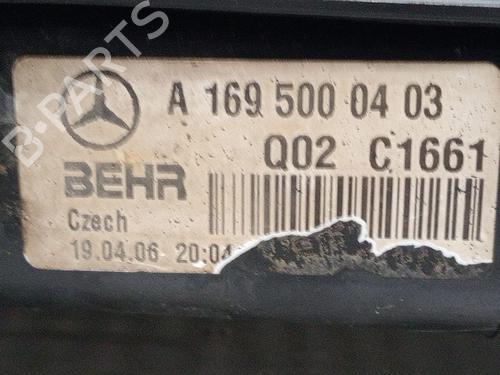 B-PARTS
A 169 500 04 03
Q02 C1661
BEHR
Czech
19.04.06 20:04